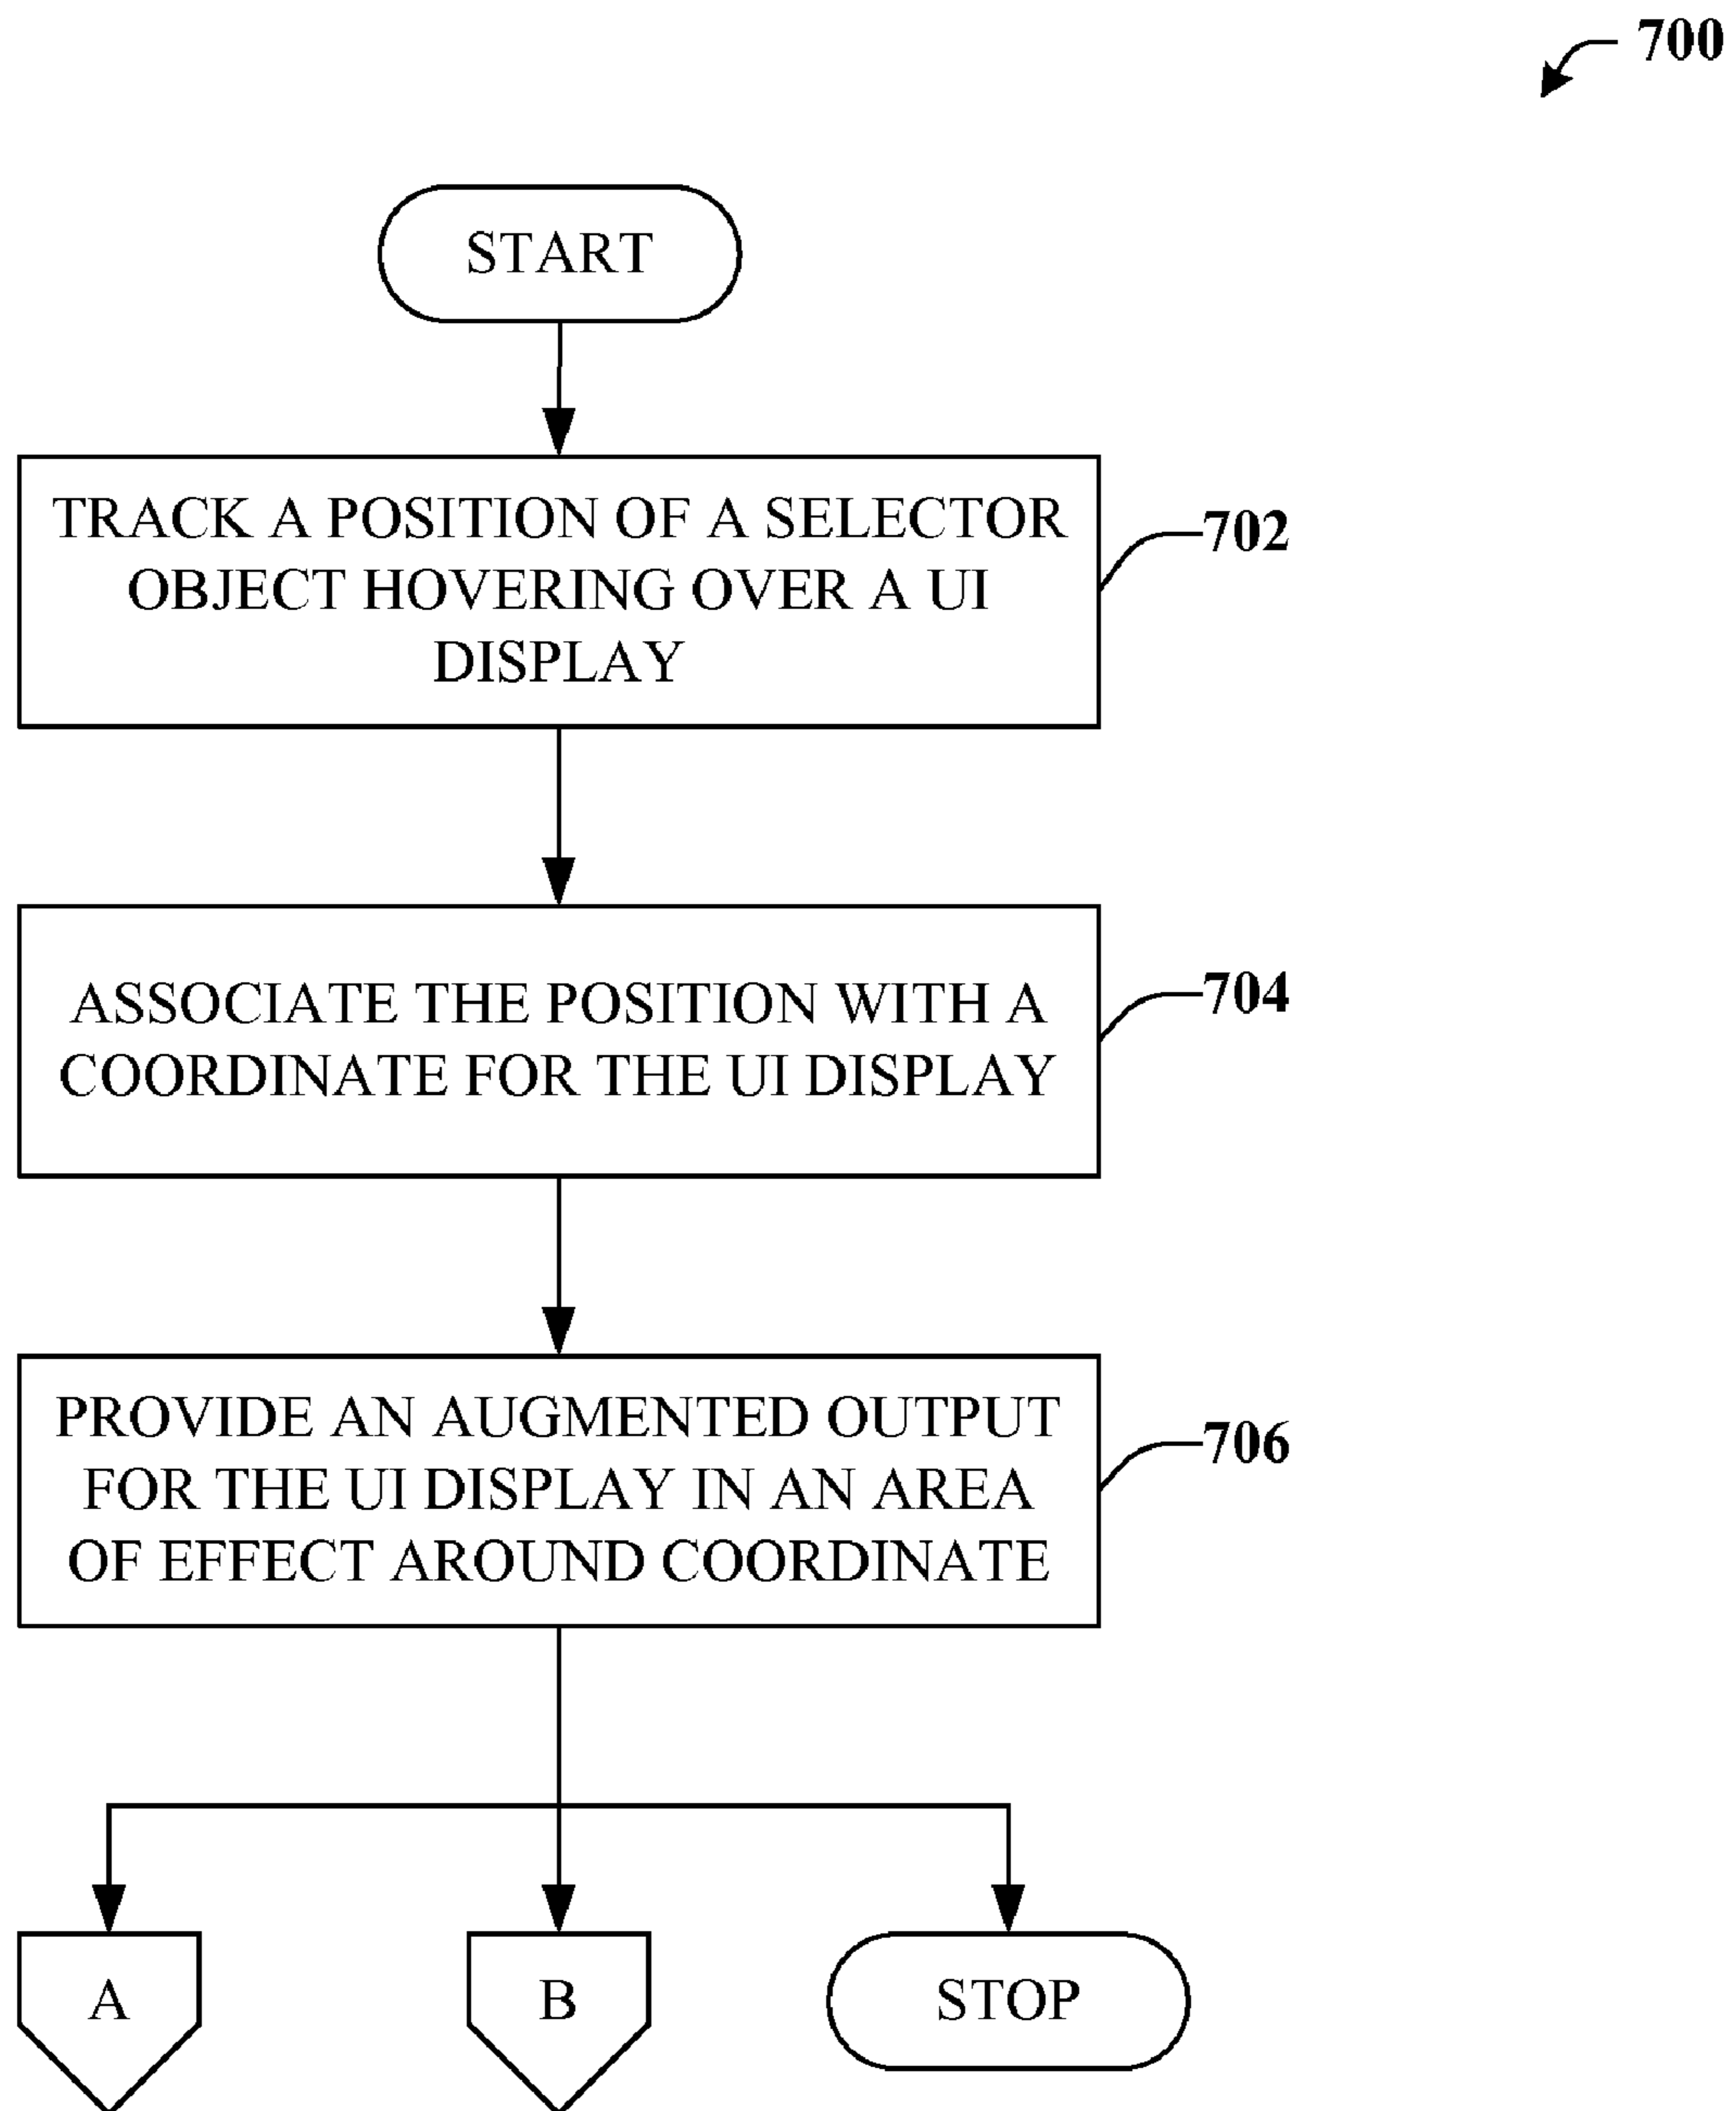 700
START
TRACK A POSITION OF A SELECTOR
OBJECT HOVERING OVER A UI
DISPLAY
702
ASSOCIATE THE POSITION WITH A
COORDINATE FOR THE UI DISPLAY
704
PROVIDE AN AUGMENTED OUTPUT
FOR THE UI DISPLAY IN AN AREA
OF EFFECT AROUND COORDINATE
706
A
B
STOP